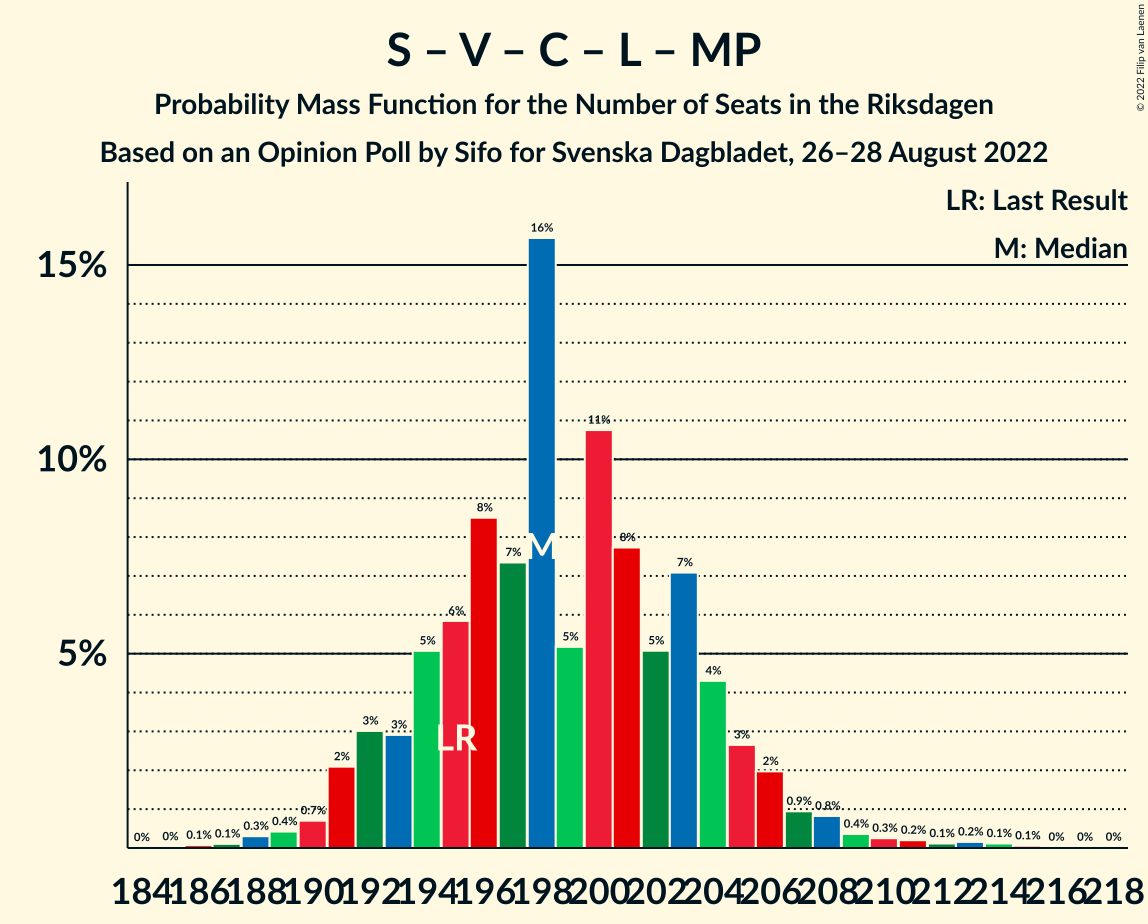 S – V – C – L – MP
Probability Mass Function for the Number of Seats in the Riksdagen
Based on an Opinion Poll by Sifo for Svenska Dagbladet, 26–28 August 2022
© 2022 Filip van Laenen
LR: Last Result
M: Median
15%
10%
5%
0% 0% 0.1% 0.1% 0.3% 0.4% 0.7% 2% 3% 3% 5% 6% 8% 7% 16% 5% 11% 8% 5% 7% 4% 3% 2% 0.9% 0.8% 0.4% 0.3% 0.2% 0.1% 0.2% 0.1% 0.1% 0% 0% 0%
M
LR
184 186 188 190 192 194 196 198 200 202 204 206 208 210 212 214 216 218